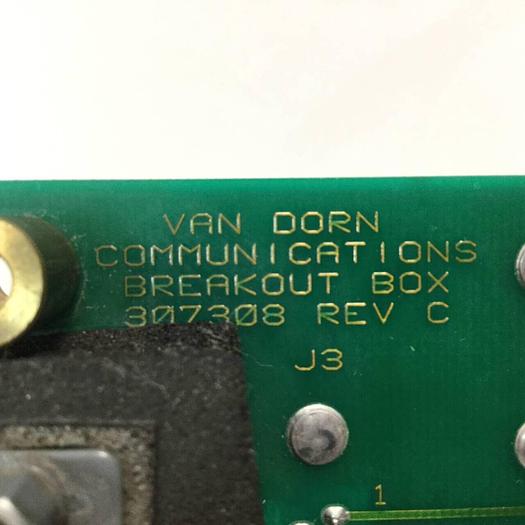 VAN DORN
COMMUNICATIONS
BREAKOUT BOX
307308 REV C
J3
1